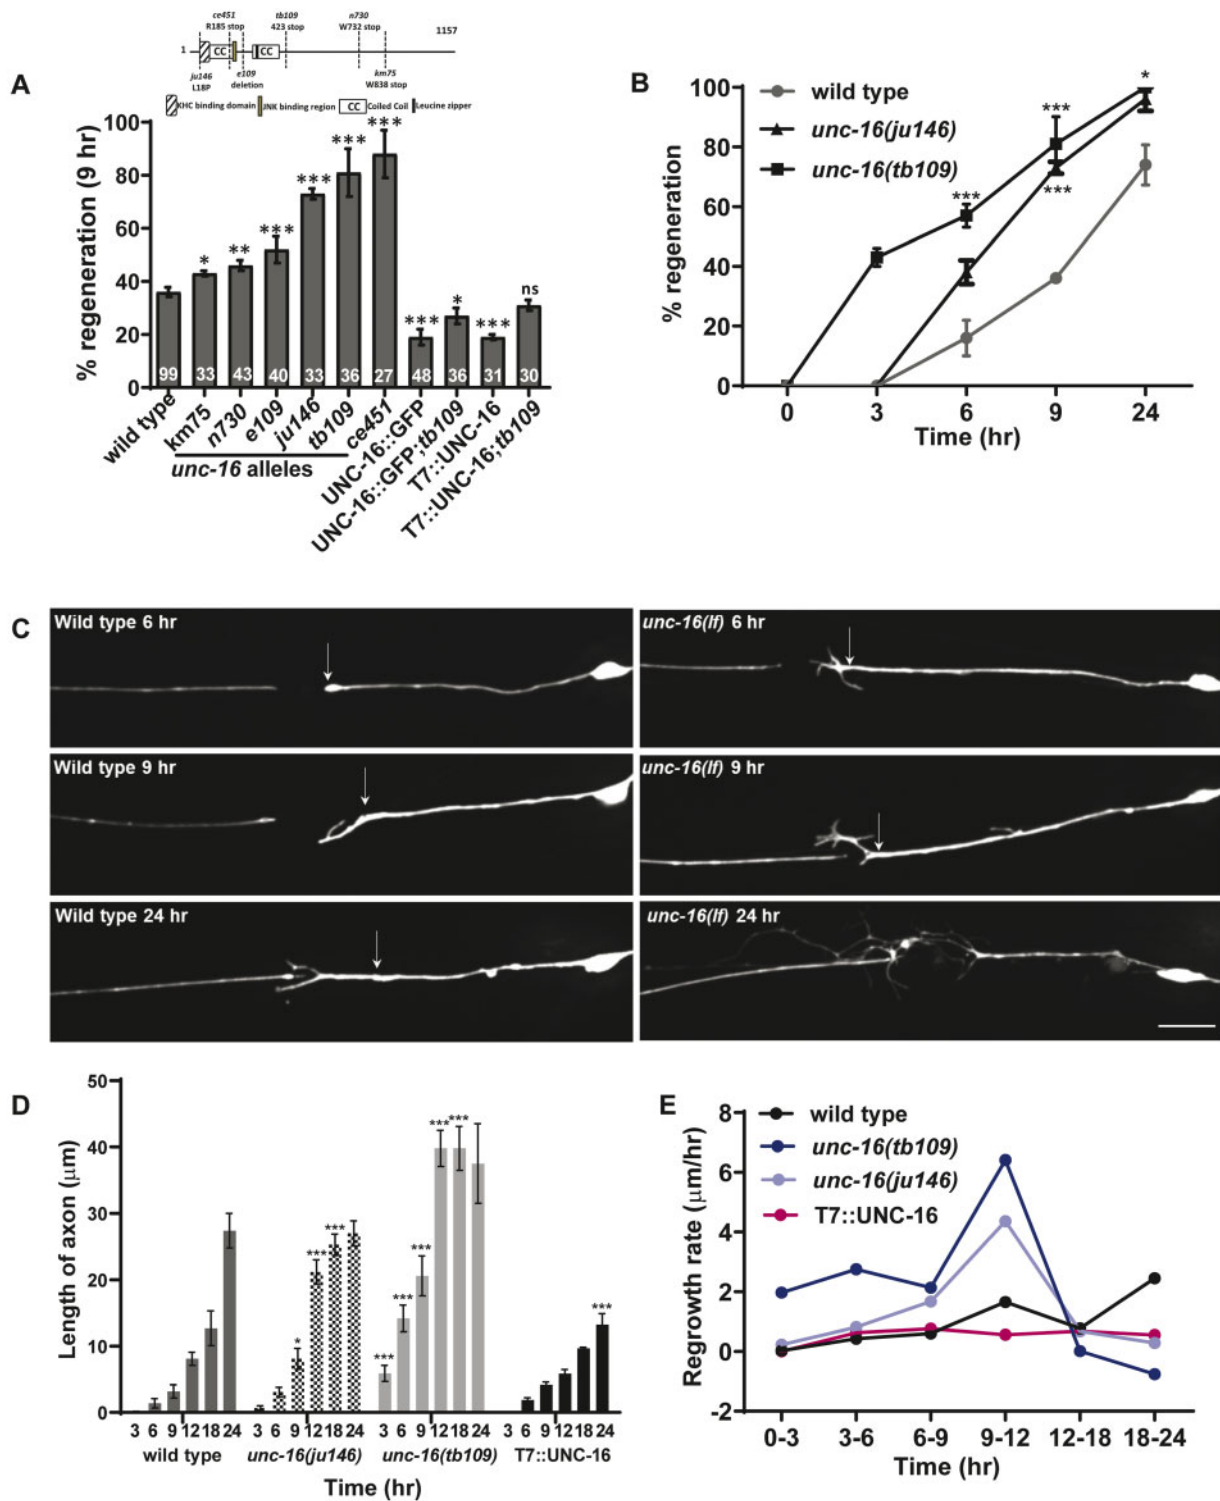 A
ce451 tb109 n730
R185 stop 423 stop W732 stop 1157
1 CC CC
ju146 e109 km75
L18P deletion W838 stop
KHC binding domain JNK binding region CC Coiled Coil Leucine zipper
% regeneration (9 hr)
100
80
60
40
20
0
* ** *** *** *** *** *** * *** ns
99 33 43 40 33 36 27 48 36 31 30
wild type km75 n730 e109 ju146 tb109 ce451 UNC-16::GFP UNC-16::GFP;tb109 T7::UNC-16 T7::UNC-16;tb109
unc-16 alleles
B
wild type
unc-16(ju146)
unc-16(tb109)
% regeneration
100
80
60
40
20
0
*** *** *** *
0 3 6 9 24
Time (hr)
C
Wild type 6 hr unc-16(lf) 6 hr
Wild type 9 hr unc-16(lf) 9 hr
Wild type 24 hr unc-16(lf) 24 hr
D
Length of axon (μm)
50
40
30
20
10
0
* *** *** *** *** *** *** *** ***
3 6 9 12 18 24 3 6 9 12 18 24 3 6 9 12 18 24 3 6 9 12 18 24
wild type unc-16(ju146) unc-16(tb109) T7::UNC-16
Time (hr)
E
wild type
unc-16(tb109)
unc-16(ju146)
T7::UNC-16
Regrowth rate (μm/hr)
8
6
4
2
0
-2
0-3 3-6 6-9 9-12 12-18 18-24
Time (hr)